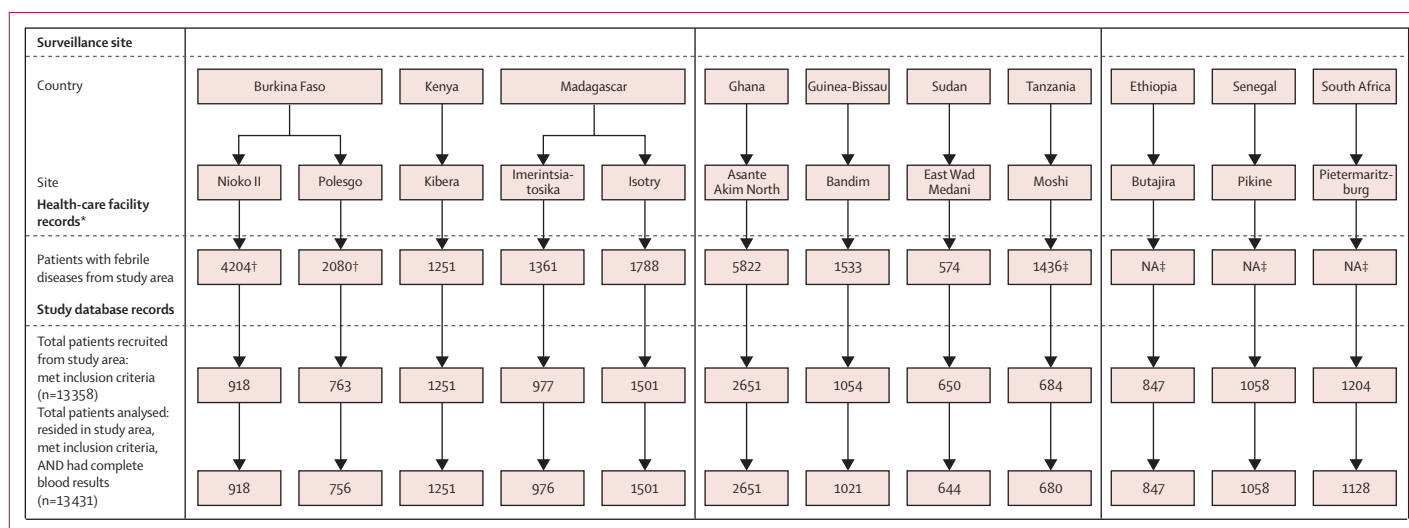 Surveillance site
Country
Burkina Faso
Kenya
Madagascar
Ghana
Guinea-Bissau
Sudan
Tanzania
Ethiopia
Senegal
South Africa
Site
Nioko II
Polesgo
Kibera
Imerintsia-
tosika
Isotry
Asante
Akim North
Bandim
East Wad
Medani
Moshi
Butajira
Pikine
Pietermaritz-
burg
Health-care facility
records*
Patients with febrile
diseases from study area
4204†
2080†
1251
1361
1788
5822
1533
574
1436‡
NA‡
NA‡
NA‡
Study database records
Total patients recruited
from study area:
met inclusion criteria
(n=13358)
918
763
1251
977
1501
2651
1054
650
684
847
1058
1204
Total patients analysed:
resided in study area,
met inclusion criteria,
AND had complete
blood results
(n=13431)
918
756
1251
976
1501
2651
1021
644
680
847
1058
1128